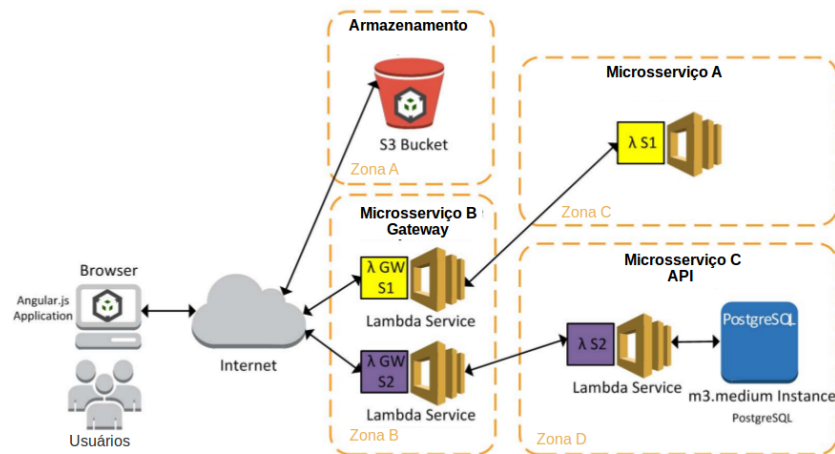 Armazenamento
S3 Bucket
Zona A
Microsserviço A
λ S1
Zona C
Microsserviço B
Gateway
λ GW
S1
Lambda Service
λ GW
S2
Lambda Service
Zona B
Microsserviço C
API
λ S2
Lambda Service
PostgreSQL
m3.medium Instance
PostgreSQL
Zona D
Browser
Angular.js
Application
Internet
Usuários